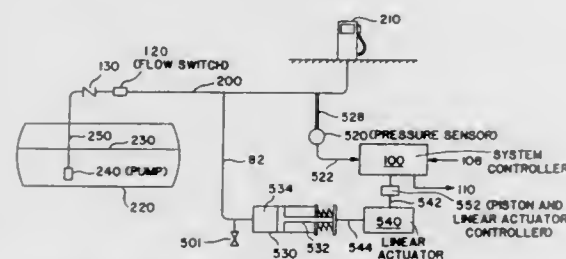 210
120
(FLOW SWITCH)
130
200
528
250
230
520 (PRESSURE SENSOR)
240 (PUMP)
82
522
100
108
SYSTEM
CONTROLLER
220
110
534
542
552 (PISTON AND
LINEAR ACTUATOR
CONTROLLER)
540
501
532
530
544
LINEAR
ACTUATOR